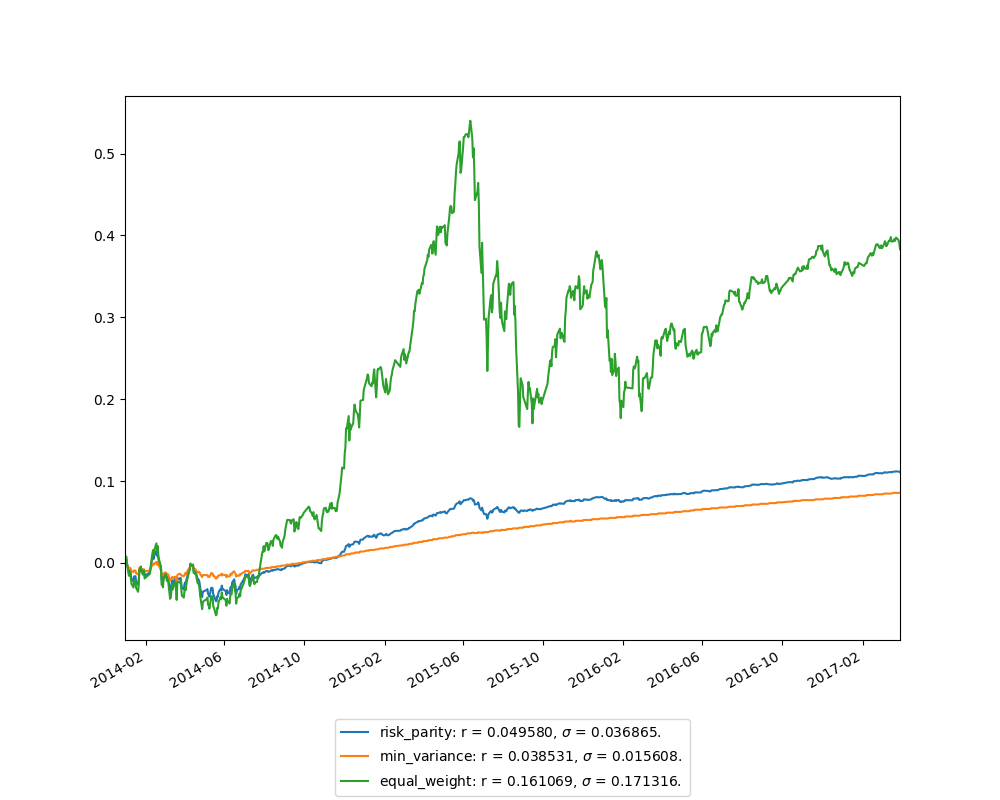 0.5
0.4
0.3
0.2
0.1
0.0
2014-02 2014-06 2014-10 2015-02 2015-06 2015-10 2016-02 2016-06 2016-10 2017-02
risk_parity: r = 0.049580, σ = 0.036865.
min_variance: r = 0.038531, σ = 0.015608.
equal_weight: r = 0.161069, σ = 0.171316.